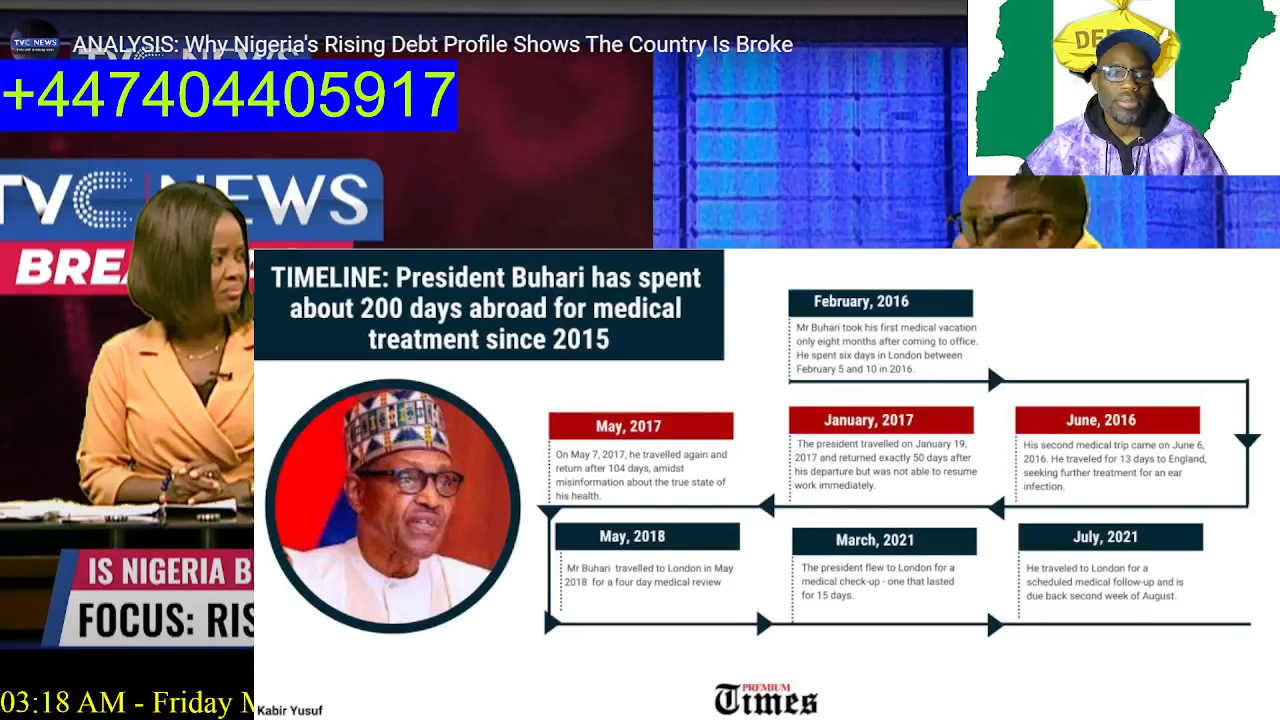 TVC NEWS
ANALYSIS: Why Nigeria's Rising Debt Profile Shows The Country Is Broke
+447404405917
DEBT
TVC NEWS
BREA
TIMELINE: President Buhari has spent
about 200 days abroad for medical
treatment since 2015
February, 2016
Mr Buhari took his first medical vacation
only eight months after coming to office.
He spent six days in London between
February 5 and 10 in 2016.
June, 2016
His second medical trip came on June 6,
2016. He traveled for 13 days to England,
seeking further treatment for an ear
infection.
January, 2017
The president travelled on January 19,
2017 and returned exactly 50 days after
his departure but was not able to resume
work immediately.
May, 2017
On May 7, 2017, he travelled again and
return after 104 days, amidst
misinformation about the true state of
his health.
May, 2018
Mr Buhari travelled to London in May
2018 for a four day medical review
March, 2021
The president flew to London for a
medical check-up - one that lasted
for 15 days.
July, 2021
He traveled to London for a
scheduled medical follow-up and is
due back second week of August.
IS NIGERIA B
FOCUS: RIS
03:18 AM - Friday M
Kabir Yusuf
PREMIUM
Times